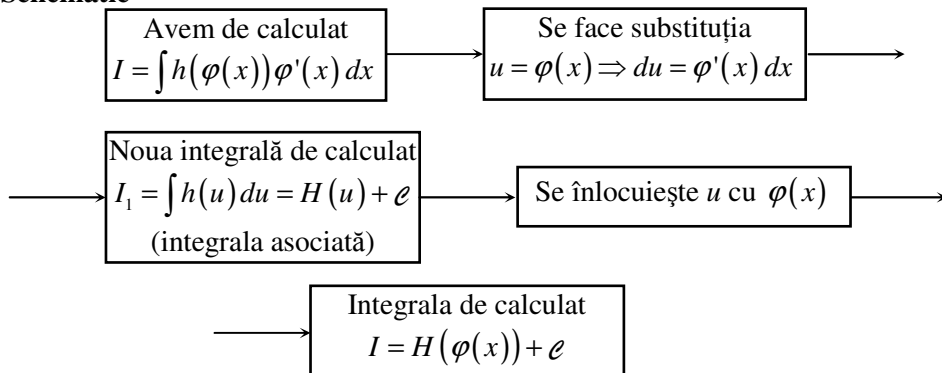 Schematic
Avem de calculat
I = ∫ h(φ(x)) φ'(x) dx
Se face substituția
u = φ(x) ⇒ du = φ'(x) dx
Noua integrală de calculat
I₁ = ∫ h(u) du = H(u) + 𝒞
(integrala asociată)
Se înlocuieşte u cu φ(x)
Integrala de calculat
I = H(φ(x)) + 𝒞